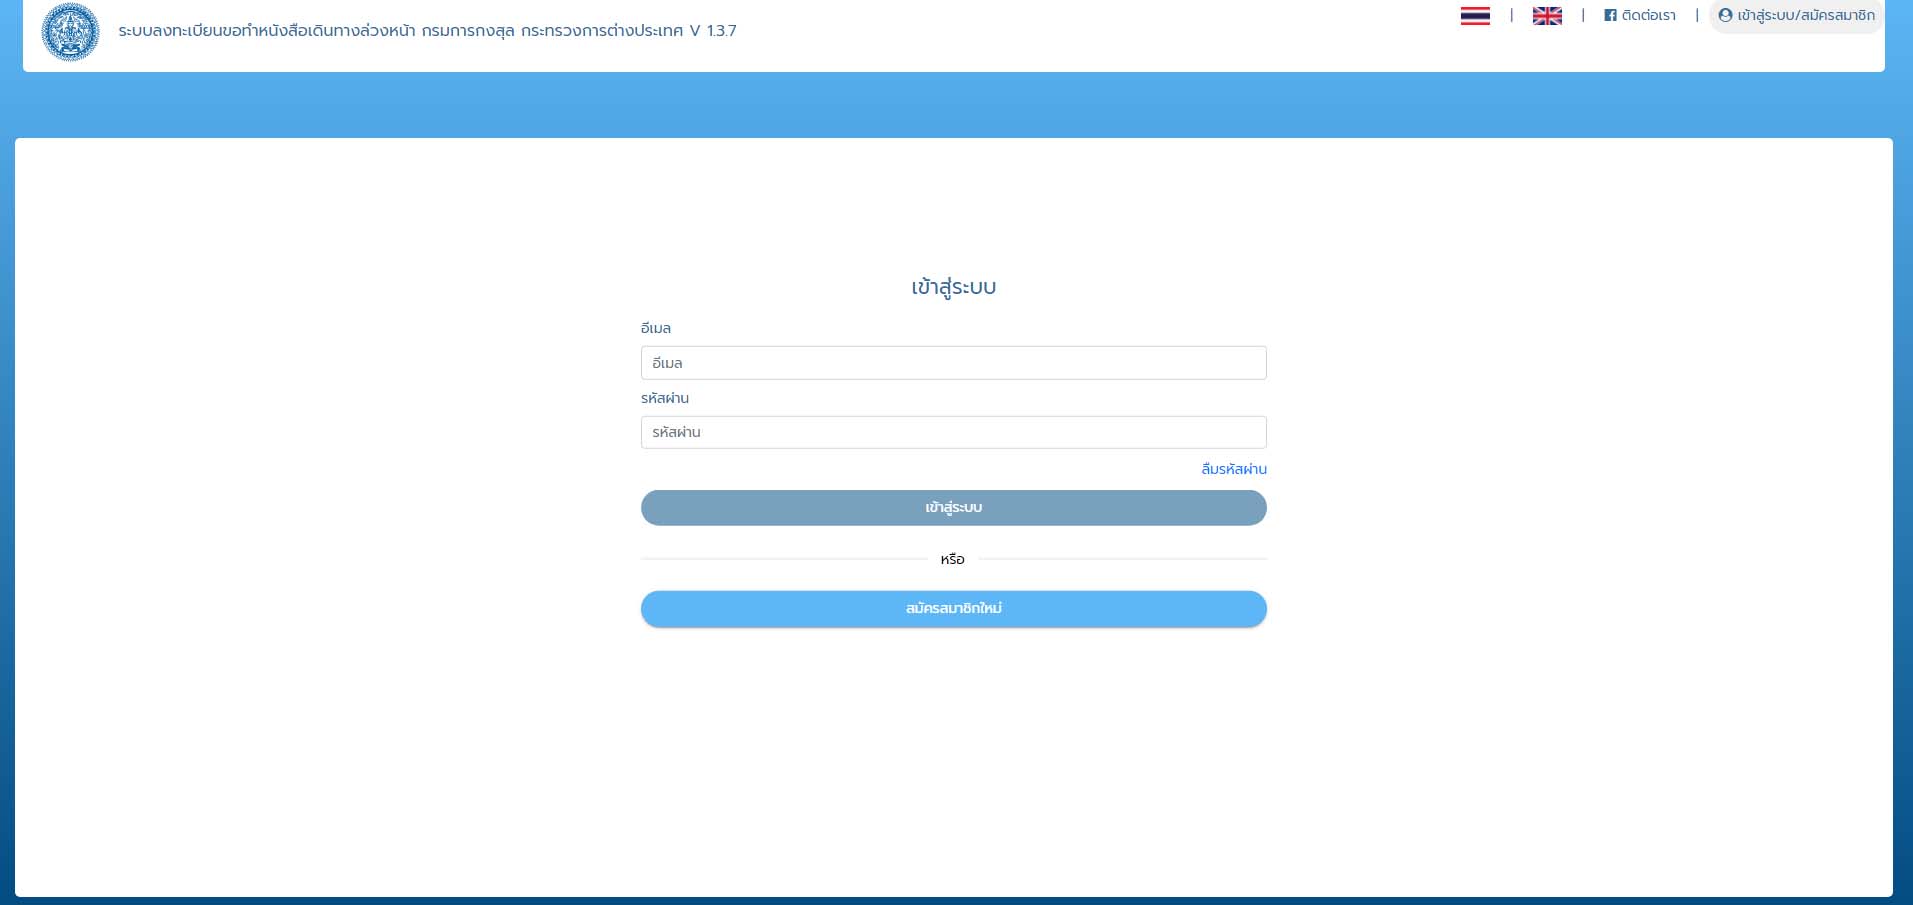 ระบบลงทะเบียนขอทำหนังสือเดินทางล่วงหน้า กรมการกงสุล กระทรวงการต่างประเทศ V 1.3.7
| | ติดต่อเรา | เข้าสู่ระบบ/สมัครสมาชิก
เข้าสู่ระบบ
อีเมล
อีเมล
รหัสผ่าน
รหัสผ่าน
ลืมรหัสผ่าน
เข้าสู่ระบบ
หรือ
สมัครสมาชิกใหม่